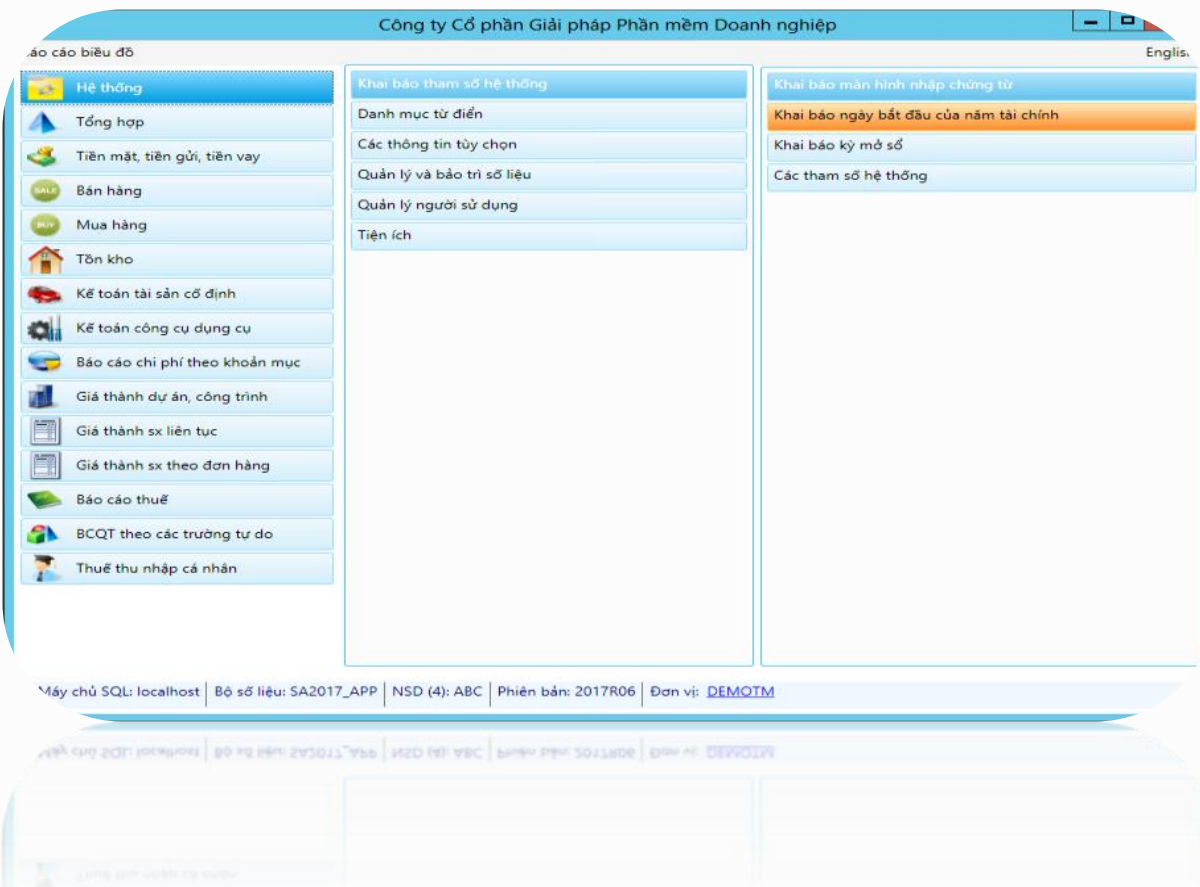 Công ty Cổ phần Giải pháp Phần mềm Doanh nghiệp
áo cáo biểu đồ
Englis
Hệ thống
Tổng hợp
Tiền mặt, tiền gửi, tiền vay
Bán hàng
Mua hàng
Tồn kho
Kế toán tài sản cố định
Kế toán công cụ dụng cụ
Báo cáo chi phí theo khoản mục
Giá thành dự án, công trình
Giá thành sx liên tục
Giá thành sx theo đơn hàng
Báo cáo thuế
BCQT theo các trường tự do
Thuế thu nhập cá nhân
Khai báo tham số hệ thống
Danh mục từ điển
Các thông tin tùy chọn
Quản lý và bảo trì số liệu
Quản lý người sử dụng
Tiện ích
Khai báo màn hình nhập chứng từ
Khai báo ngày bắt đầu của năm tài chính
Khai báo kỳ mở sổ
Các tham số hệ thống
SALE
BUY
Máy chủ SQL: localhost Bộ số liệu: SA2017_APP NSD (4): ABC Phiên bản: 2017R06 Đơn vị: DEMOTM